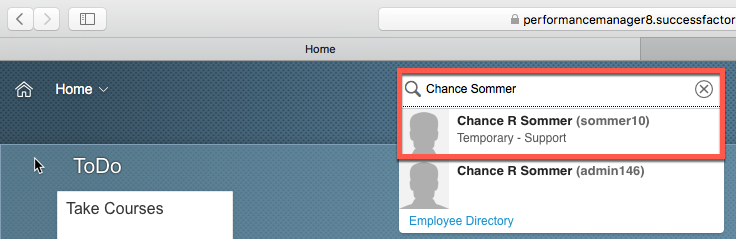 performancemanager8.successfactor
Home
Home
Chance Sommer
Chance R Sommer (sommer10)
Temporary - Support
ToDo
Chance R Sommer (admin146)
Take Courses
Employee Directory